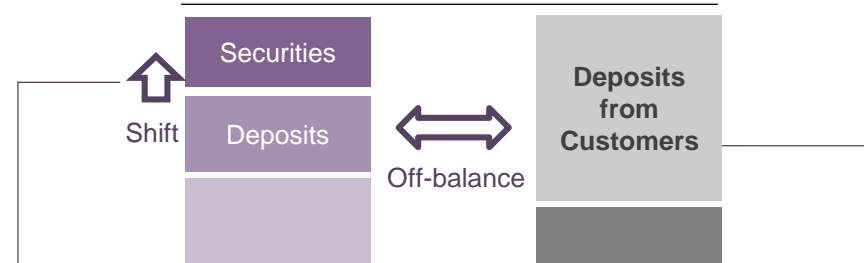 Securities
Shift
Deposits
Off-balance
Deposits
from
Customers